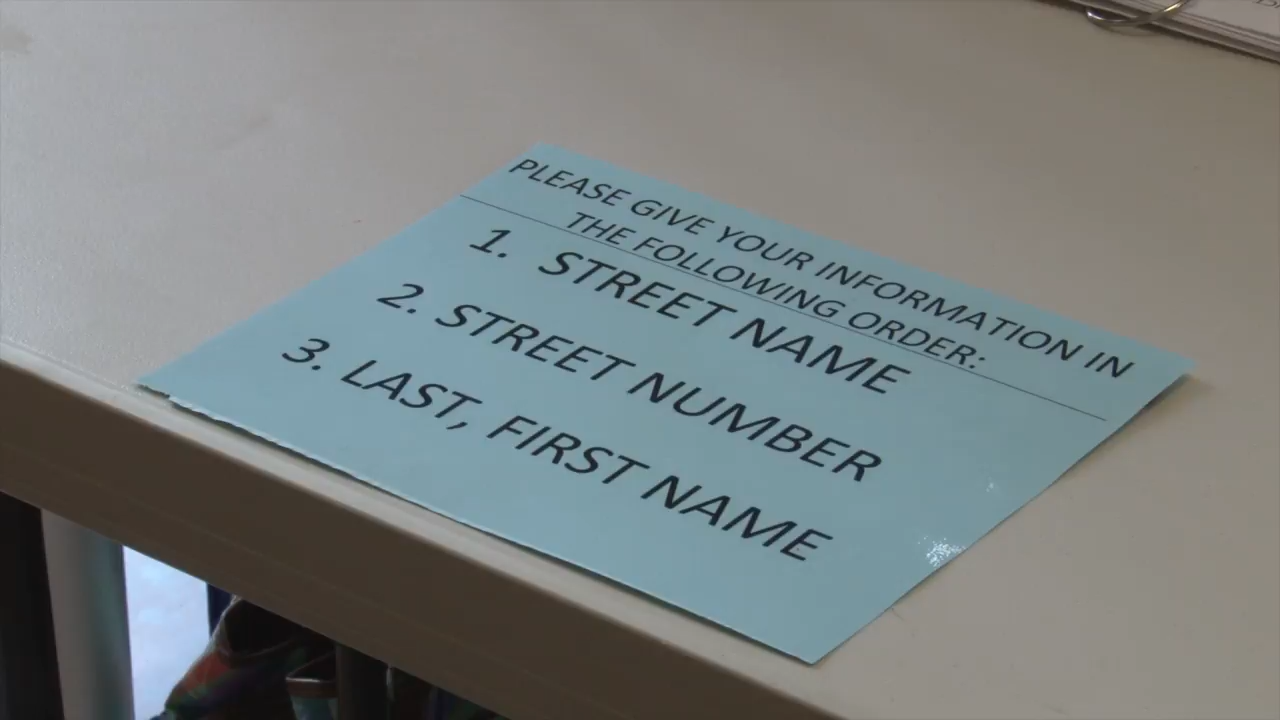 PLEASE GIVE YOUR INFORMATION IN
THE FOLLOWING ORDER:
1. STREET NAME
2. STREET NUMBER
3. LAST, FIRST NAME